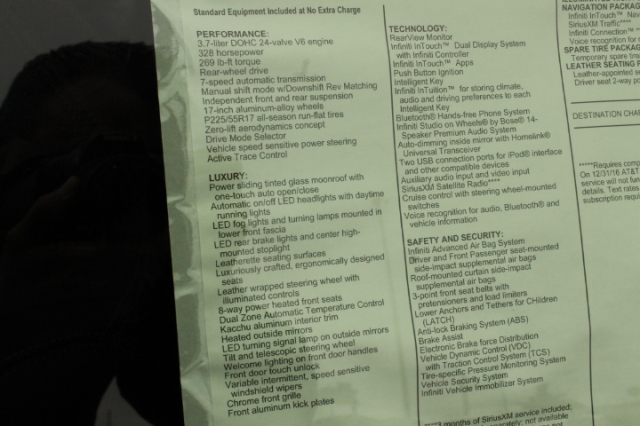 Standard Equipment Included at No Extra Charge
PERFORMANCE:
3.7-liter DOHC 24-valve V6 engine
328 horsepower
269 lb-ft torque
Rear-wheel drive
7-speed automatic transmission
Manual shift mode w/Downshift Rev Matching
Independent front and rear suspension
17-inch aluminum-alloy wheels
P225/55R17 all-season run-flat tires
Zero-lift aerodynamics concept
Drive Mode Selector
Vehicle speed sensitive power steering
Active Trace Control
LUXURY:
Power sliding tinted glass moonroof with
one-touch auto open/close
Automatic on/off LED headlights with daytime
running lights
LED fog lights and turning lamps mounted in
lower front fascia
LED rear brake lights and center high-
mounted stoplight
Leatherette seating surfaces
Luxuriously crafted, ergonomically designed
seats
Leather wrapped steering wheel with
illuminated controls
8-way power heated front seats
Dual Zone Automatic Temperature Control
Kacchu aluminum interior trim
Heated outside mirrors
LED turning signal lamp on outside mirrors
Tilt and telescopic steering wheel
Welcome lighting on front door handles
Front door touch unlock
Variable intermittent, speed sensitive
windshield wipers
Chrome front grille
Front aluminum kick plates
TECHNOLOGY:
RearView Monitor
Infiniti InTouch™ Dual Display System
with Infiniti Controller
Infiniti InTouch™ Apps
Push Button Ignition
Intelligent Key
Infiniti InTuition™ for storing climate,
audio and driving preferences to each
Intelligent Key
Bluetooth® Hands-free Phone System
Infiniti Studio on Wheels® by Bose® 14-
Speaker Premium Audio System
Auto-dimming inside mirror with Homelink®
Universal Transceiver
Two USB connection ports for iPod® interface
and other compatible devices
Auxiliary audio input and video input
SiriusXM Satellite Radio****
Cruise control with steering wheel-mounted
switches
Voice recognition for audio, Bluetooth® and
vehicle information
SAFETY AND SECURITY:
Infiniti Advanced Air Bag System
Driver and Front Passenger seat-mounted
side-impact supplemental air bags
Roof-mounted curtain side-impact
supplemental air bags
3-point front seat belts with
pretensioners and load limiters
Lower Anchors and Tethers for CHildren
(LATCH)
Anti-lock Braking System (ABS)
Brake Assist
Electronic Brake force Distribution
Vehicle Dynamic Control (VDC)
with Traction Control System (TCS)
Tire-specific Pressure Monitoring System
Vehicle Security System
Infiniti Vehicle Immobilizer System
months of SiriusXM service included;
separately; not available
NAVIGATION PACKAG
Infiniti InTouch™ Nav
SiriusXM Traffic****
Infiniti Connection™
Voice recognition for n
SPARE TIRE PACKAGE
Temporary spare tire
LEATHER SEATING P
Leather-appointed se
Driver seat 2-way po
DESTINATION CHAR
****Requires comp
On 12/31/16 AT&T
service will not fun
details. Text rates
subscription requir